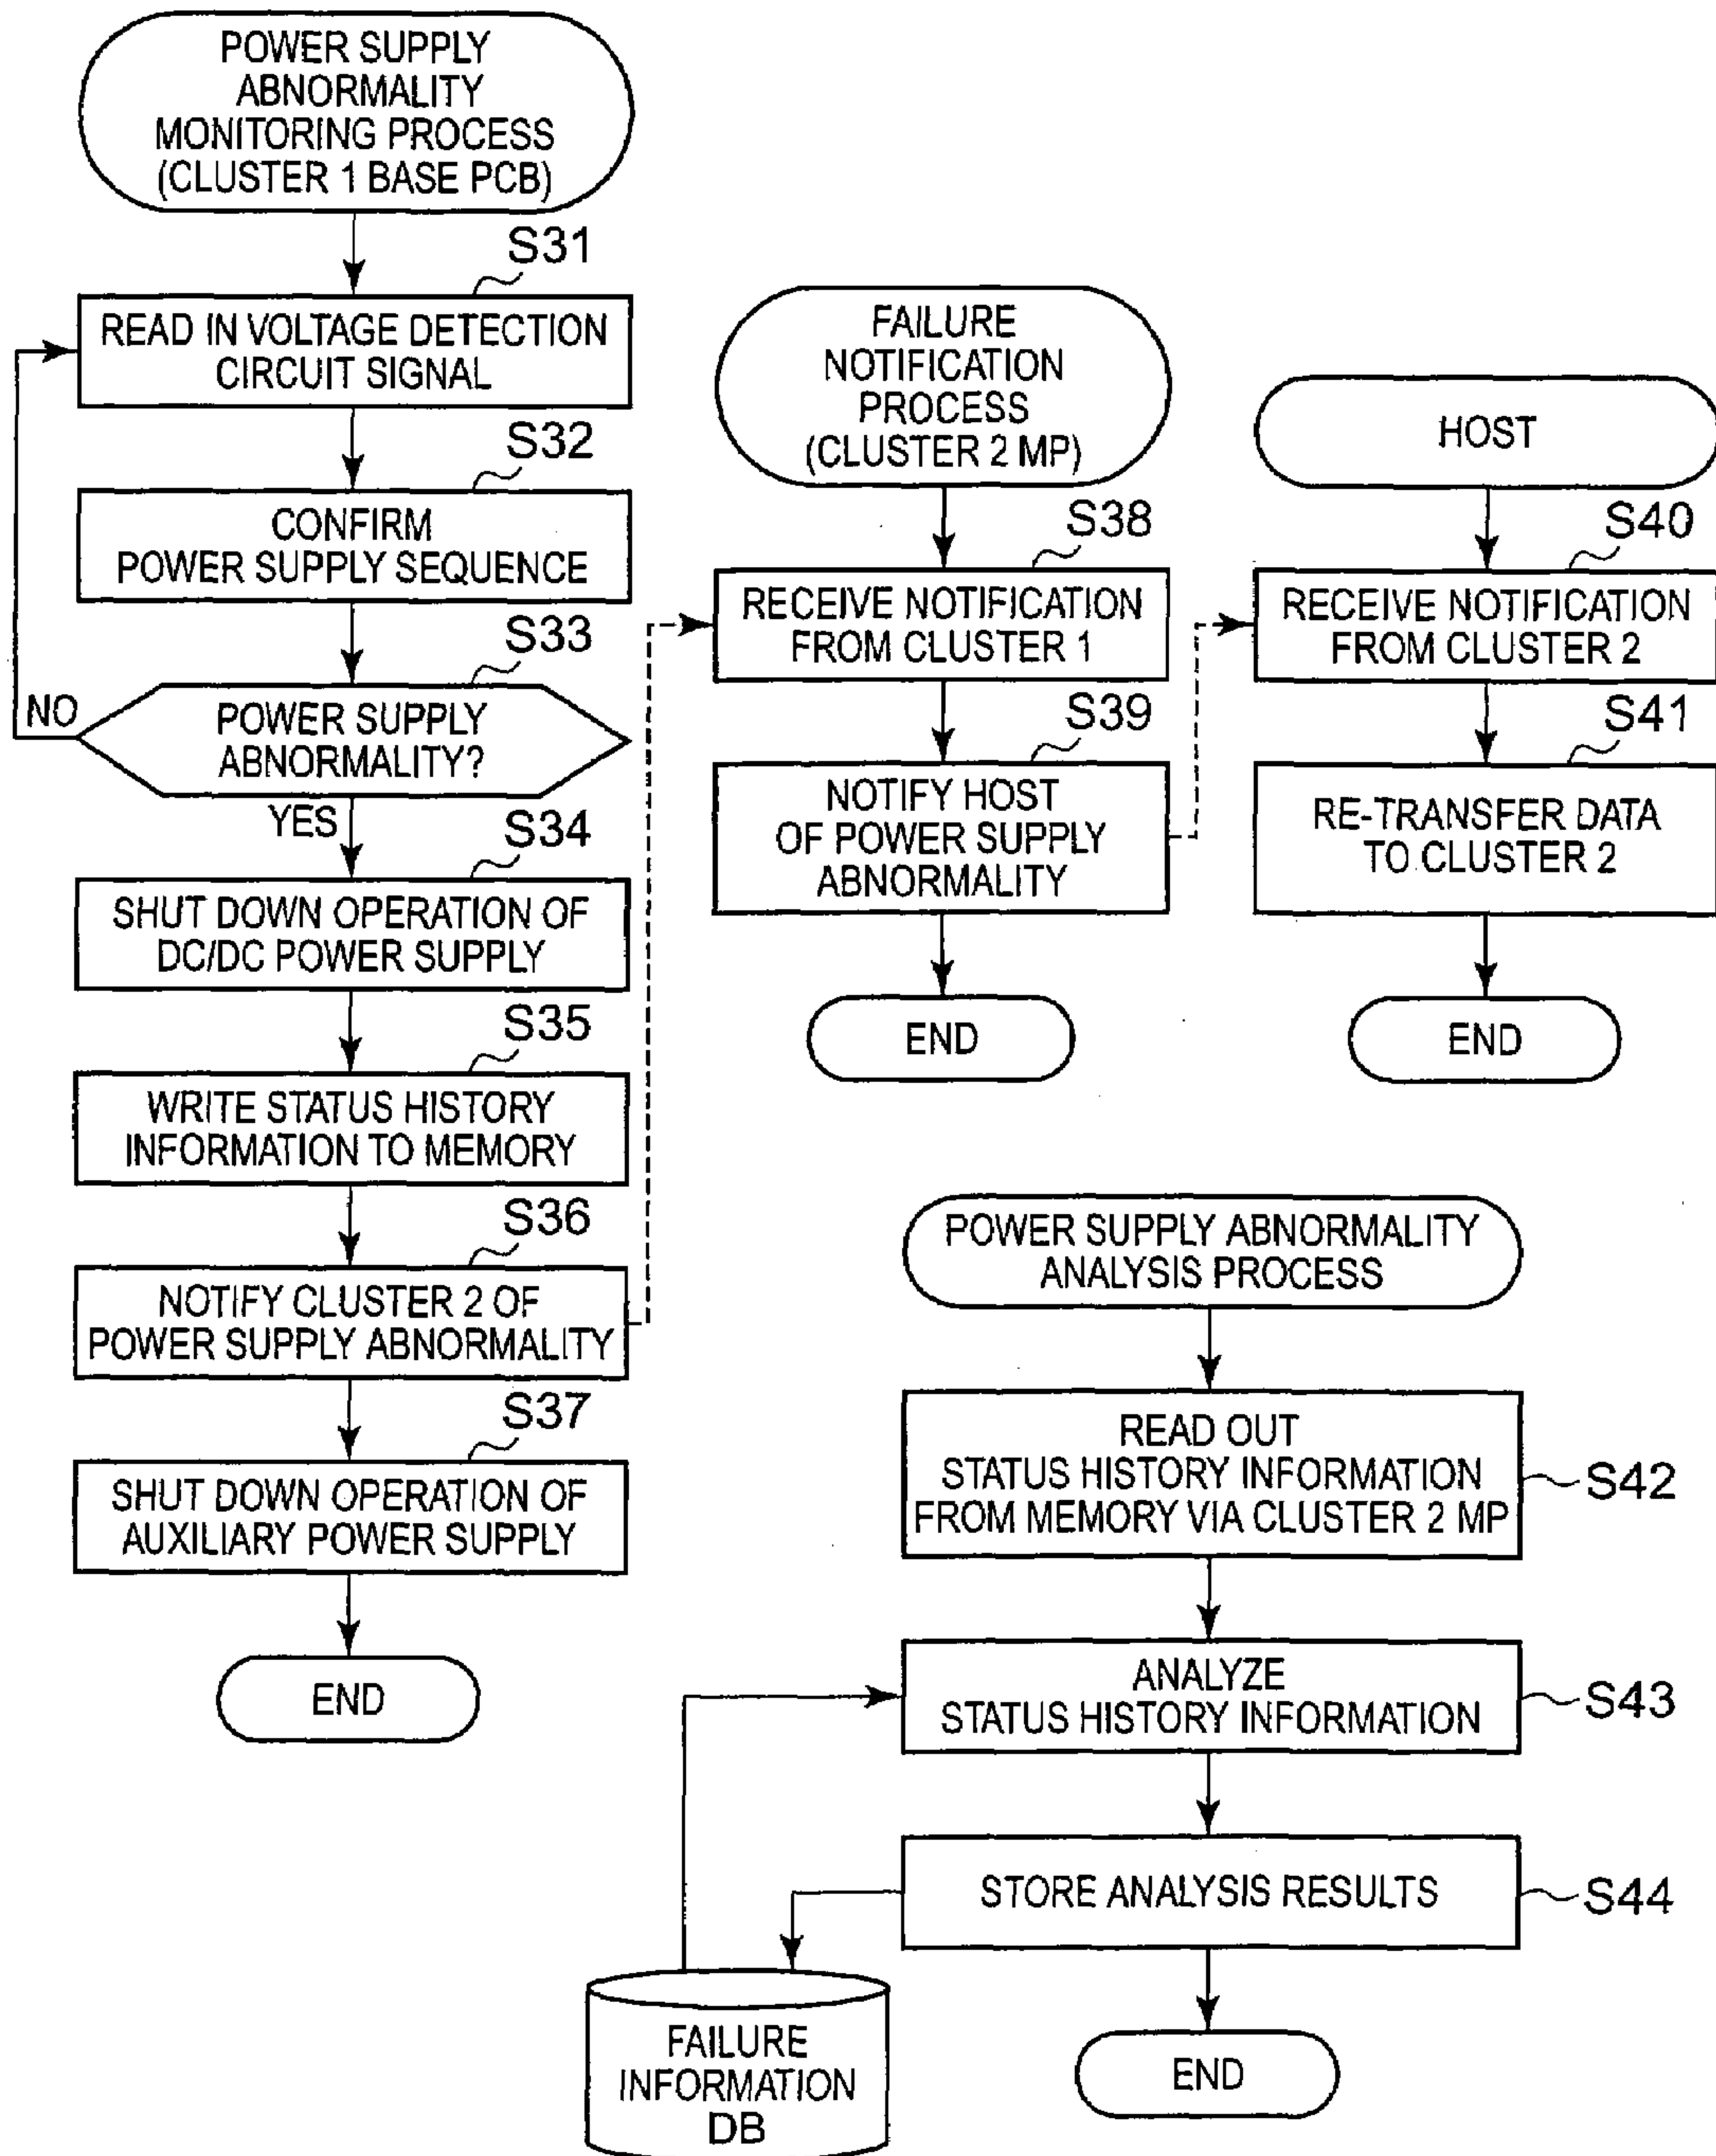 POWER SUPPLY
ABNORMALITY
MONITORING PROCESS
(CLUSTER 1 BASE PCB)
S31
READ IN VOLTAGE DETECTION
CIRCUIT SIGNAL
S32
CONFIRM
POWER SUPPLY SEQUENCE
S33
NO
POWER SUPPLY
ABNORMALITY?
YES
S34
SHUT DOWN OPERATION OF
DC/DC POWER SUPPLY
S35
WRITE STATUS HISTORY
INFORMATION TO MEMORY
S36
NOTIFY CLUSTER 2 OF
POWER SUPPLY ABNORMALITY
S37
SHUT DOWN OPERATION OF
AUXILIARY POWER SUPPLY
END
FAILURE
NOTIFICATION
PROCESS
(CLUSTER 2 MP)
S38
RECEIVE NOTIFICATION
FROM CLUSTER 1
S39
NOTIFY HOST
OF POWER SUPPLY
ABNORMALITY
END
HOST
S40
RECEIVE NOTIFICATION
FROM CLUSTER 2
S41
RE-TRANSFER DATA
TO CLUSTER 2
END
POWER SUPPLY ABNORMALITY
ANALYSIS PROCESS
READ OUT
STATUS HISTORY INFORMATION
FROM MEMORY VIA CLUSTER 2 MP
S42
ANALYZE
STATUS HISTORY INFORMATION
S43
STORE ANALYSIS RESULTS
S44
FAILURE
INFORMATION
DB
END